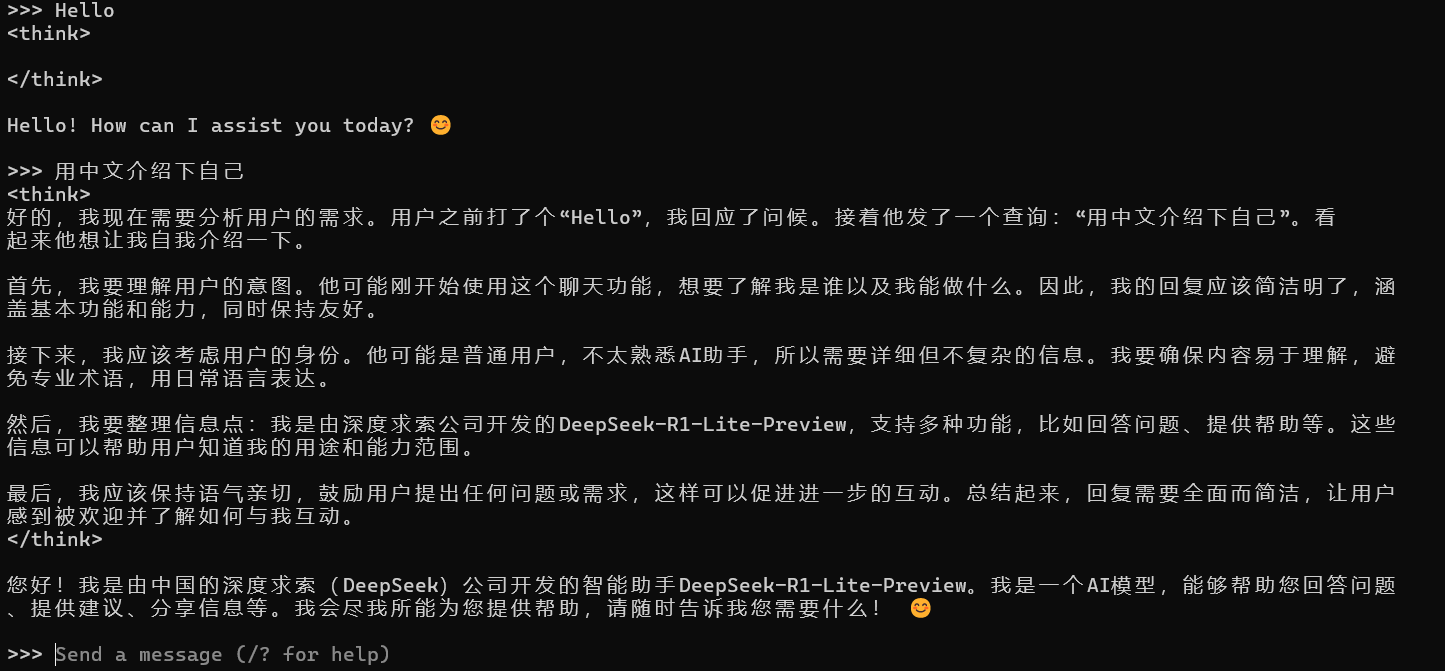 >>> Hello
<think>
</think>
Hello! How can I assist you today? 😊
>>> 用中文介绍下自己
<think>
好的，我现在需要分析用户的需求。用户之前打了个“Hello”，我回应了问候。接着他发了一个查询：“用中文介绍下自己”。看
起来他想让我自我介绍一下。
首先，我要理解用户的意图。他可能刚开始使用这个聊天功能，想要了解我是谁以及我能做什么。因此，我的回复应该简洁明了，涵
盖基本功能和能力，同时保持友好。
接下来，我应该考虑用户的身份。他可能是普通用户，不太熟悉AI助手，所以需要详细但不复杂的信息。我要确保内容易于理解，避
免专业术语，用日常语言表达。
然后，我要整理信息点：我是由深度求索公司开发的DeepSeek-R1-Lite-Preview，支持多种功能，比如回答问题、提供帮助等。这些
信息可以帮助用户知道我的用途和能力范围。
最后，我应该保持语气亲切，鼓励用户提出任何问题或需求，这样可以促进进一步的互动。总结起来，回复需要全面而简洁，让用户
感到被欢迎并了解如何与我互动。
</think>
您好！我是由中国的深度求索（DeepSeek）公司开发的智能助手DeepSeek-R1-Lite-Preview。我是一个AI模型，能够帮助您回答问题
、提供建议、分享信息等。我会尽我所能为您提供帮助，请随时告诉我您需要什么！ 😊
>>> Send a message (/? for help)